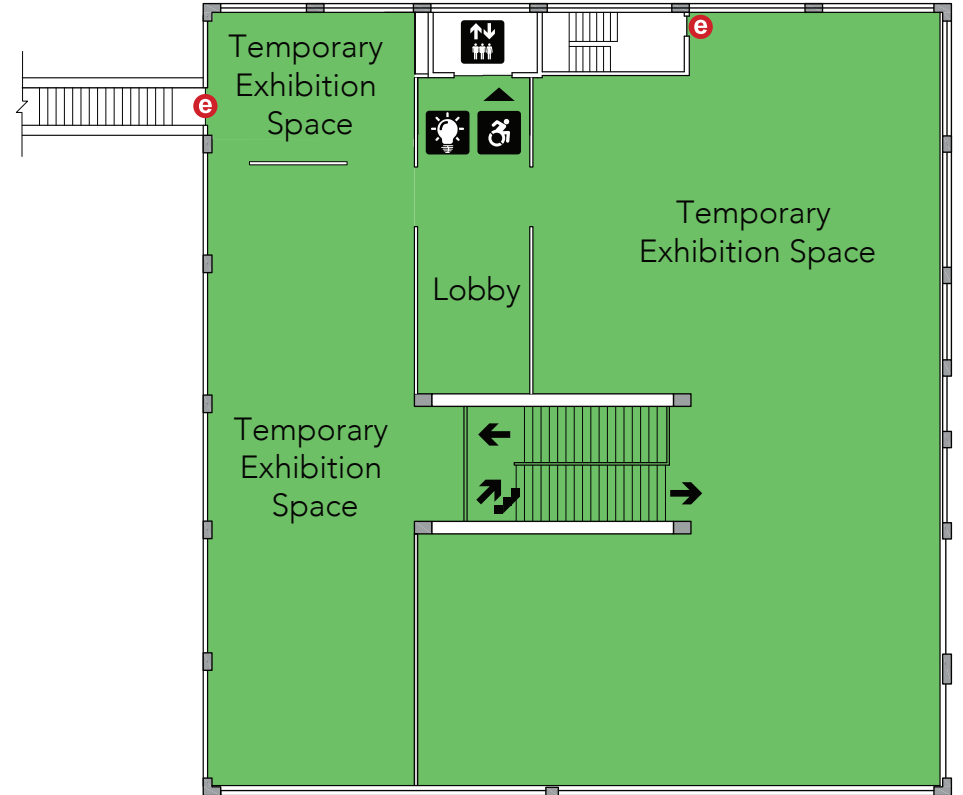 Temporary
Exhibition
Space
e
e
Temporary
Exhibition Space
Lobby
Temporary
Exhibition
Space